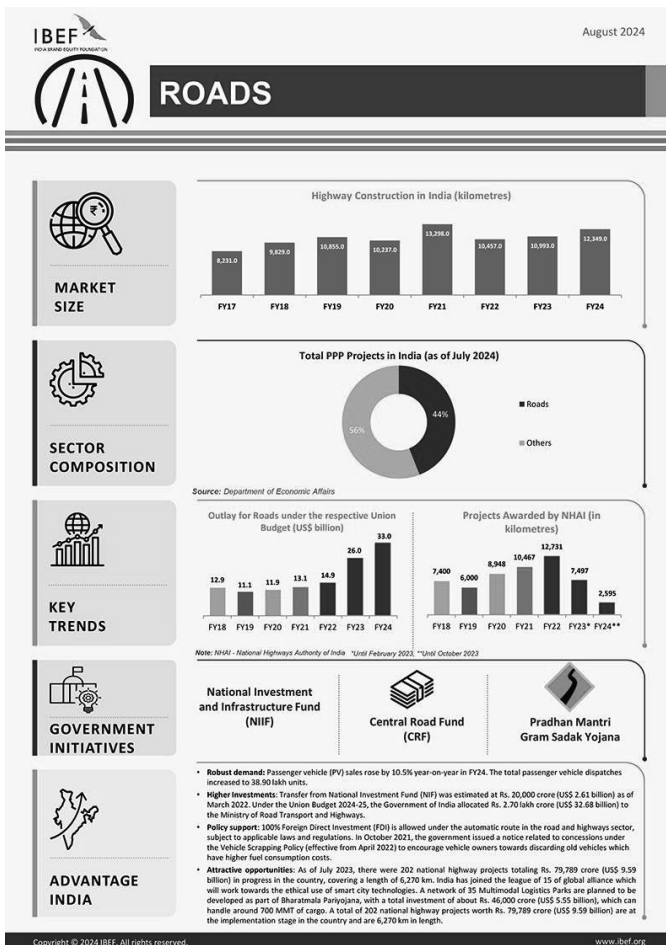 IBEF
INDIA BRAND EQUITY FOUNDATION
August 2024
ROADS
MARKET
SIZE
Highway Construction in India (kilometres)
8,231.0
9,829.0
10,855.0
10,237.0
13,298.0
10,457.0
10,993.0
12,349.0
FY17 FY18 FY19 FY20 FY21 FY22 FY23 FY24
SECTOR
COMPOSITION
Total PPP Projects in India (as of July 2024)
44%
56%
Roads
Others
Source: Department of Economic Affairs
KEY
TRENDS
Outlay for Roads under the respective Union
Budget (US$ billion)
12.9 11.1 11.9 13.1 14.9 26.0 33.0
FY18 FY19 FY20 FY21 FY22 FY23 FY24
Projects Awarded by NHAI (in
kilometres)
7,400 6,000 8,948 10,467 12,731 7,497 2,595
FY18 FY19 FY20 FY21 FY22 FY23* FY24**
Note: NHAI - National Highways Authority of India *Until February 2023, **Until October 2023
GOVERNMENT
INITIATIVES
National Investment
and Infrastructure Fund
(NIIF)
Central Road Fund
(CRF)
Pradhan Mantri
Gram Sadak Yojana
ADVANTAGE
INDIA
• Robust demand: Passenger vehicle (PV) sales rose by 10.5% year-on-year in FY24. The total passenger vehicle dispatches
increased to 38.90 lakh units.
• Higher Investments: Transfer from National Investment Fund (NIF) was estimated at Rs. 20,000 crore (US$ 2.61 billion) as of
March 2022. Under the Union Budget 2024-25, the Government of India allocated Rs. 2.70 lakh crore (US$ 32.68 billion) to
the Ministry of Road Transport and Highways.
• Policy support: 100% Foreign Direct Investment (FDI) is allowed under the automatic route in the road and highways sector,
subject to applicable laws and regulations. In October 2021, the government issued a notice related to concessions under
the Vehicle Scrapping Policy (effective from April 2022) to encourage vehicle owners towards discarding old vehicles which
have higher fuel consumption costs.
• Attractive opportunities: As of July 2023, there were 202 national highway projects totaling Rs. 79,789 crore (US$ 9.59
billion) in progress in the country, covering a length of 6,270 km. India has joined the league of 15 of global alliance which
will work towards the ethical use of smart city technologies. A network of 35 Multimodal Logistics Parks are planned to be
developed as part of Bharatmala Pariyojana, with a total investment of about Rs. 46,000 crore (US$ 5.55 billion), which can
handle around 700 MMT of cargo. A total of 202 national highway projects worth Rs. 79,789 crore (US$ 9.59 billion) are at
the implementation stage in the country and are 6,270 km in length.
Copyright © 2024 IBEF. All rights reserved.
www.ibef.org